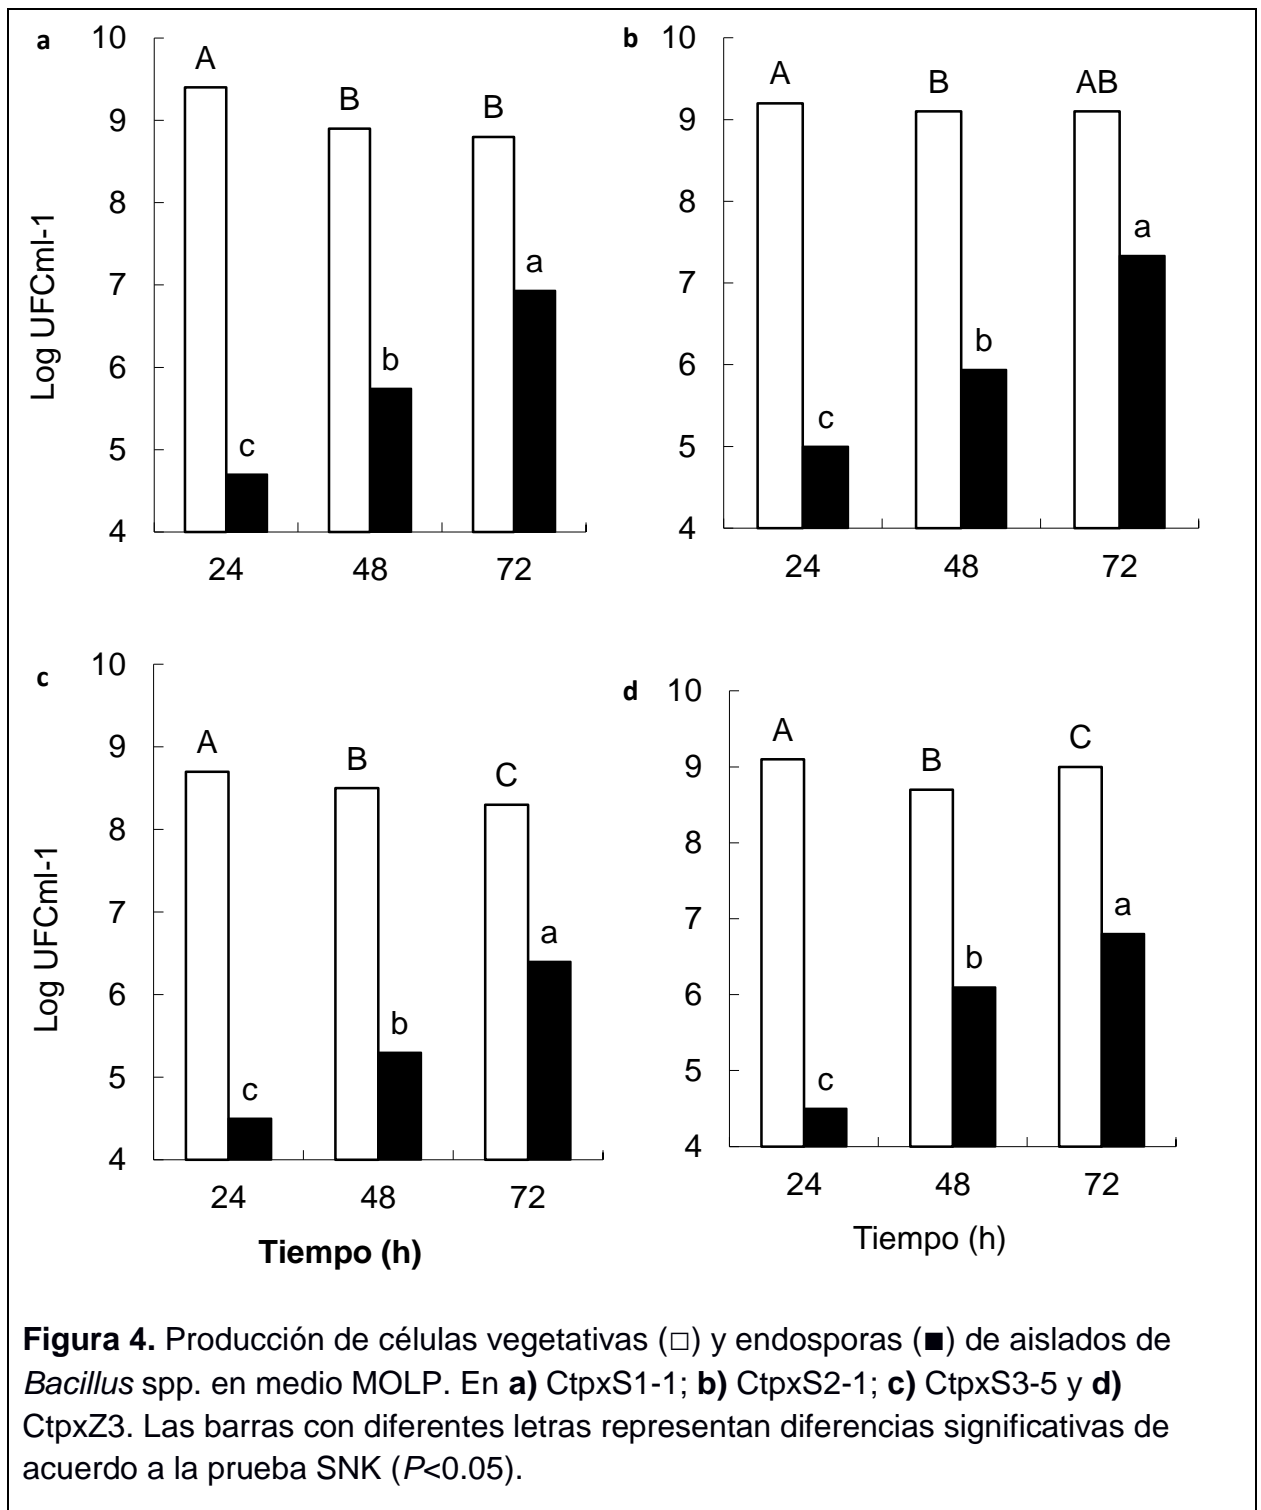 a
10
9
8
7
6
5
4
Log UFCml-1
A
c
B
b
B
a
24
48
72
b
10
9
8
7
6
5
4
A
c
B
b
AB
a
24
48
72
c
10
9
8
7
6
5
4
Log UFCml-1
A
c
B
b
C
a
24
48
72
Tiempo (h)
d
10
9
8
7
6
5
4
A
c
B
b
C
a
24
48
72
Tiempo (h)
Figura 4. Producción de células vegetativas (□) y endosporas (■) de aislados de
Bacillus spp. en medio MOLP. En a) CtpxS1-1; b) CtpxS2-1; c) CtpxS3-5 y d)
CtpxZ3. Las barras con diferentes letras representan diferencias significativas de
acuerdo a la prueba SNK (P<0.05).